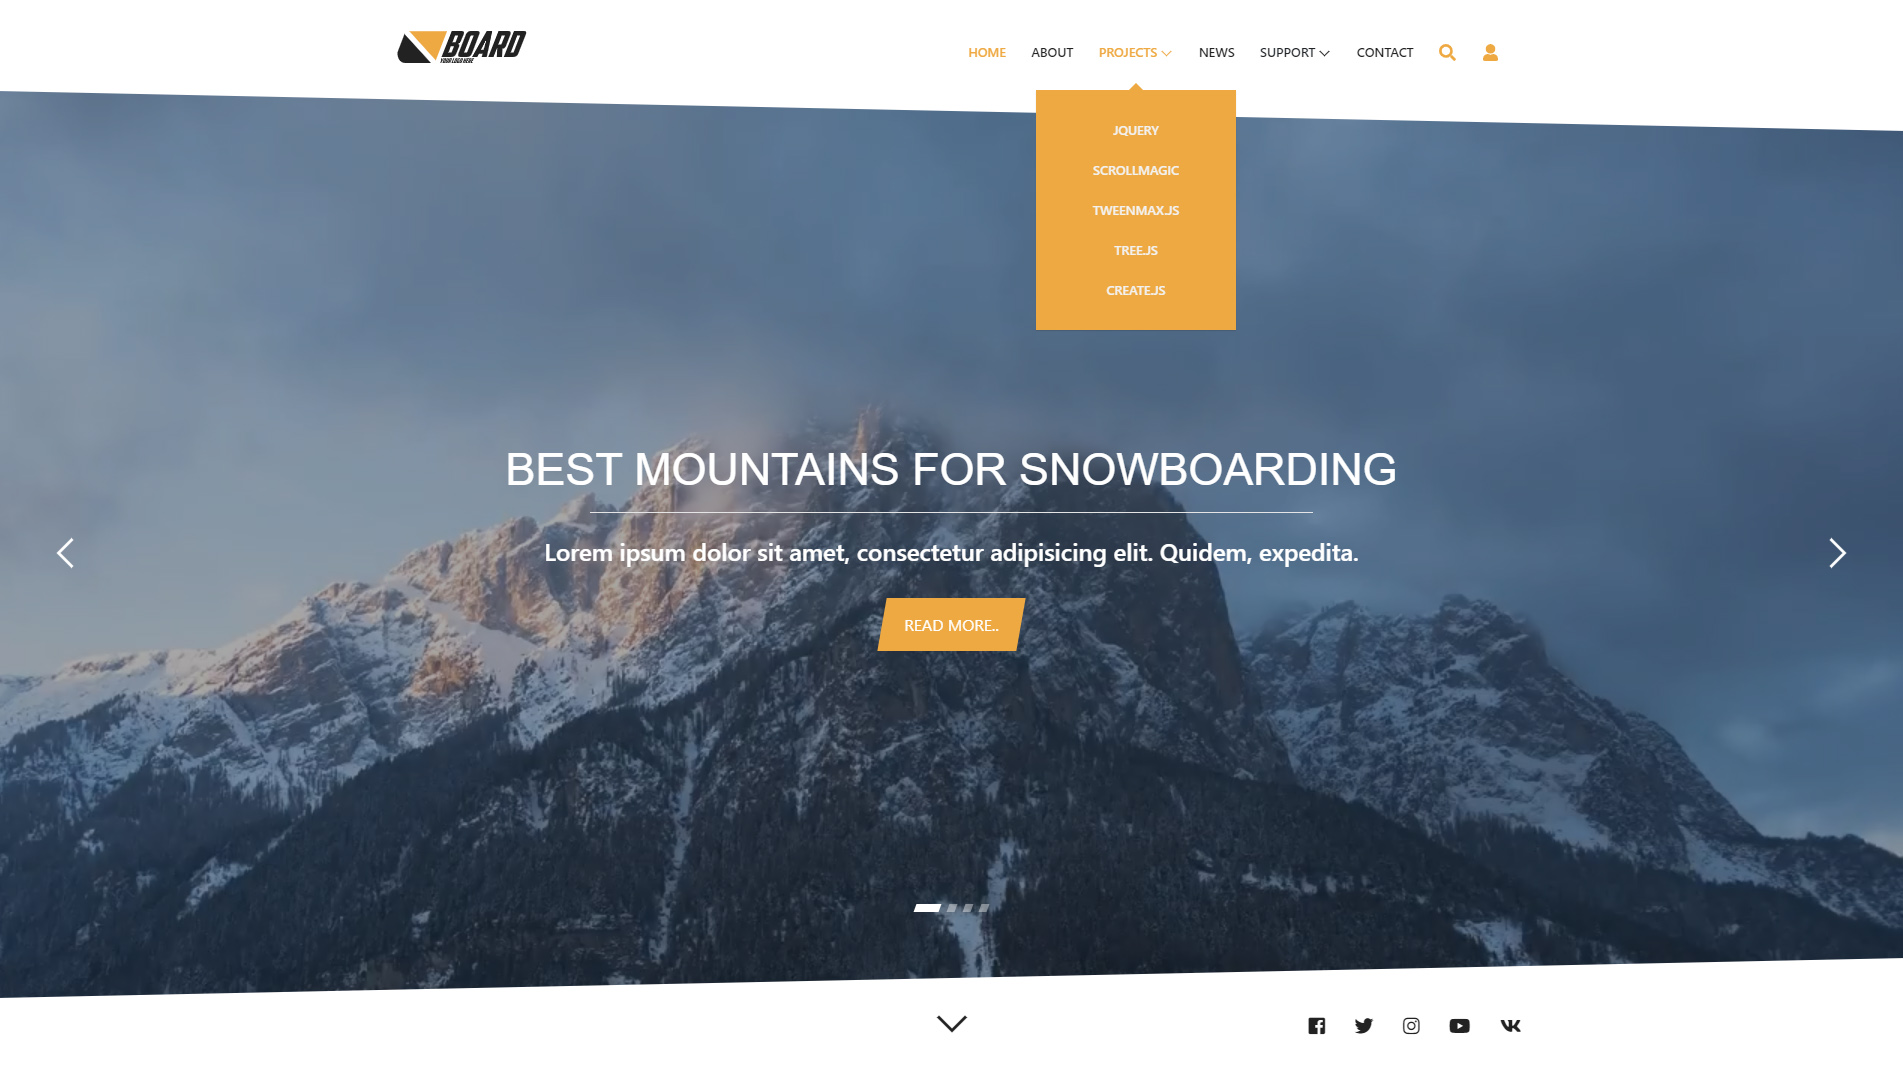 BOARD
YOUR LOGO HERE
HOME ABOUT PROJECTS NEWS SUPPORT CONTACT
JQUERY
SCROLLMAGIC
TWEENMAX.JS
TREE.JS
CREATE.JS
BEST MOUNTAINS FOR SNOWBOARDING
Lorem ipsum dolor sit amet, consectetur adipisicing elit. Quidem, expedita.
READ MORE..